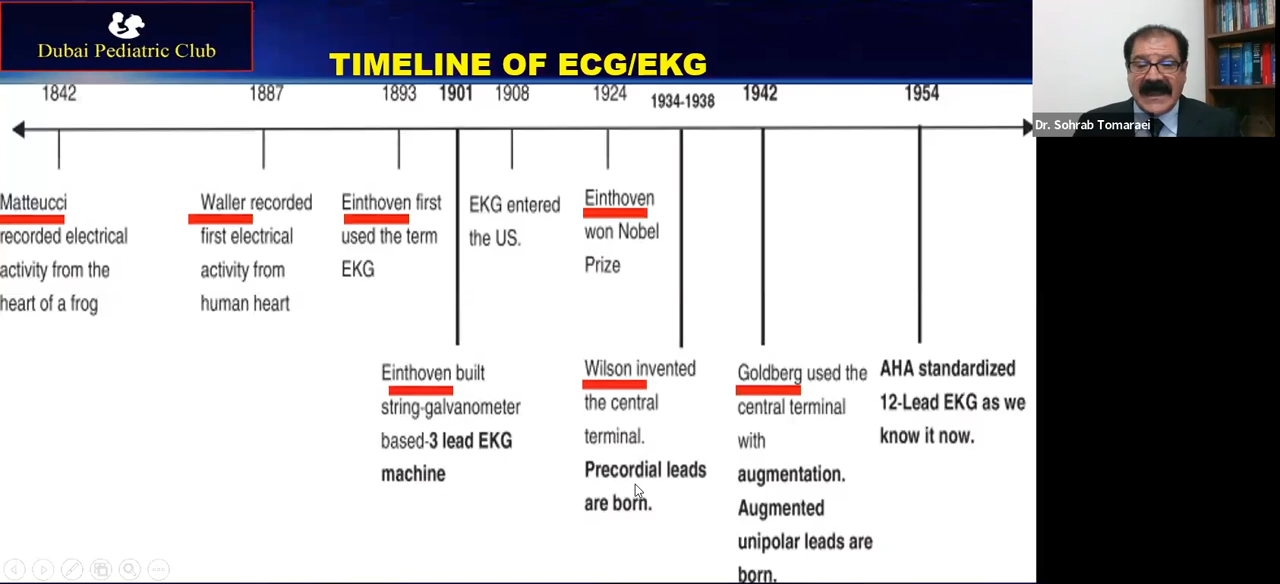 Dubai Pediatric Club
TIMELINE OF ECG/EKG
1842
1887
1893
1901
1908
1924
1934-1938
1942
1954
Matteucci
recorded electrical
activity from the
heart of a frog
Waller recorded
first electrical
activity from
human heart
Einthoven first
used the term
EKG
EKG entered
the US.
Einthoven
won Nobel
Prize
Einthoven built
string-galvanometer
based-3 lead EKG
machine
Wilson invented
the central
terminal.
Precordial leads
are born.
Goldberg used the
central terminal
with
augmentation.
Augmented
unipolar leads are
born.
AHA standardized
12-Lead EKG as we
know it now.
Dr. Sohrab Tomaraei